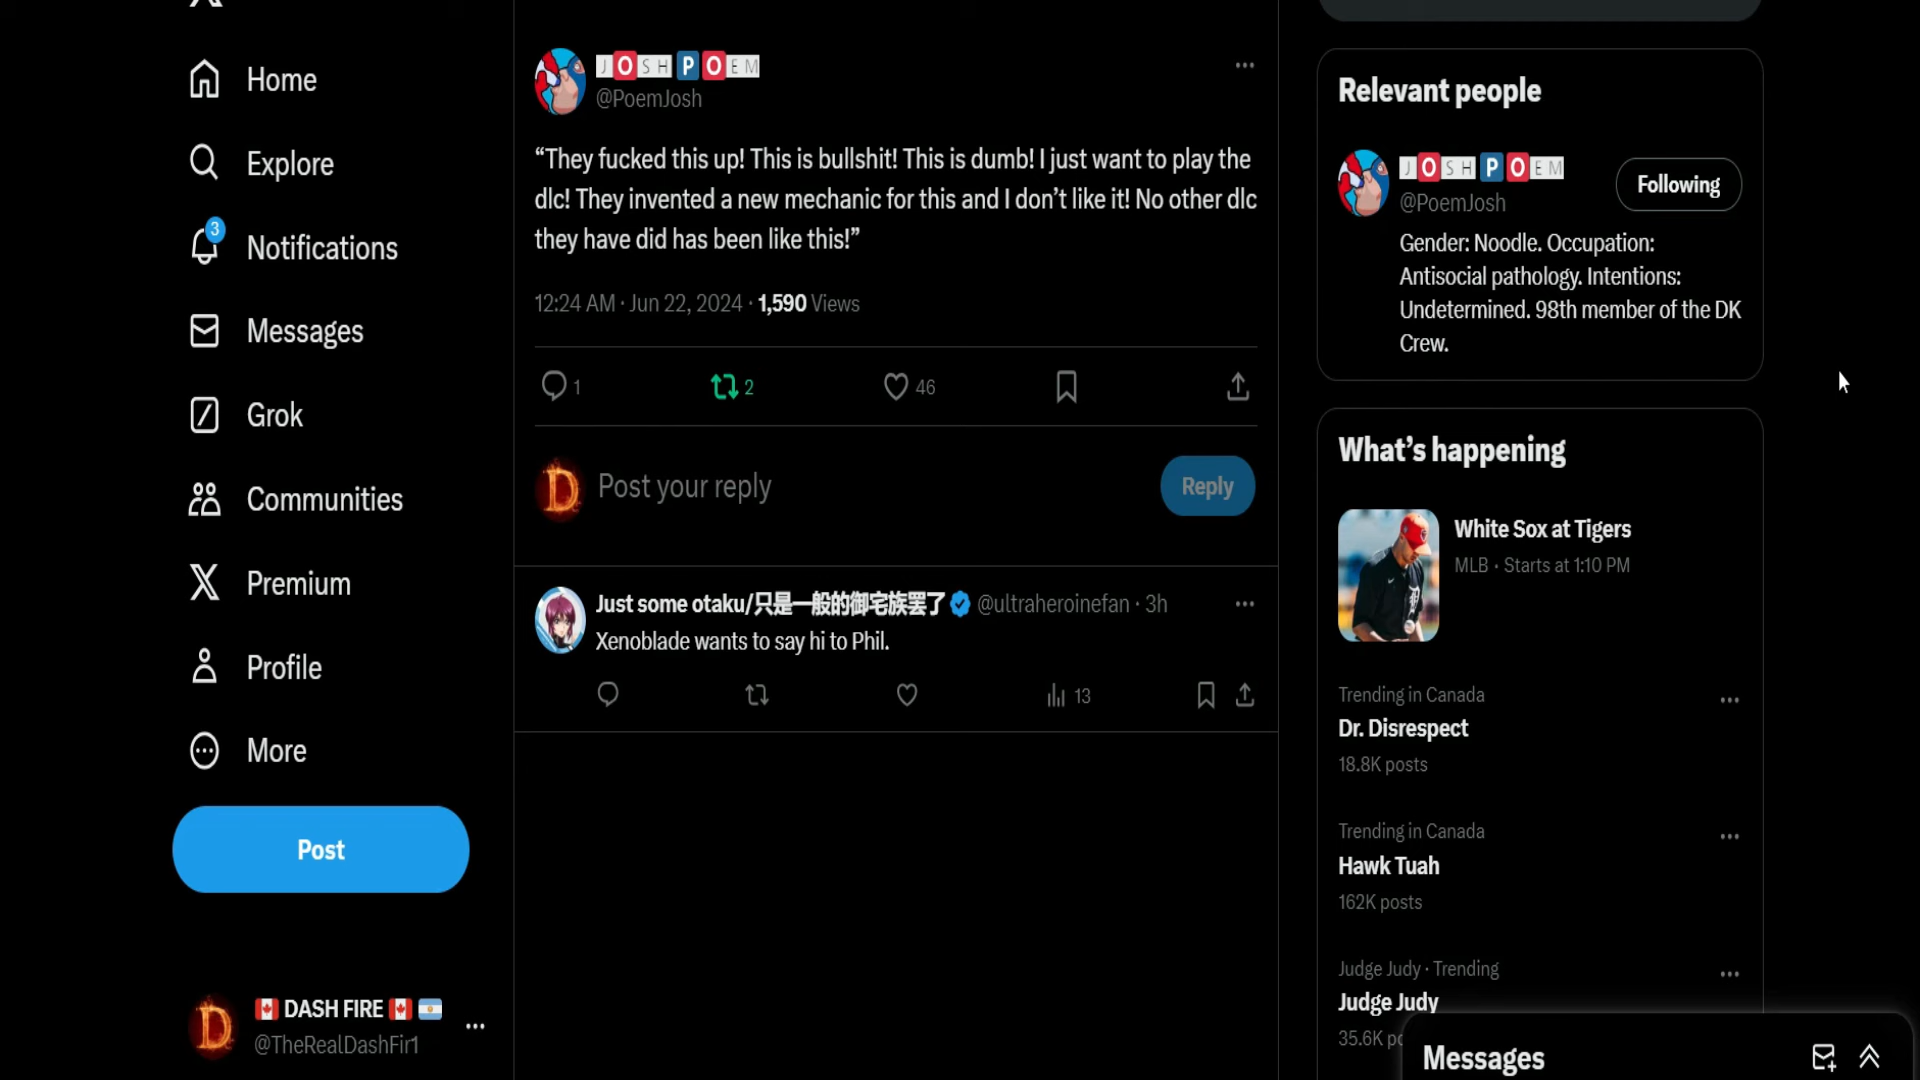 Home
Explore
3
Notifications
Messages
Grok
Communities
Premium
Profile
More
Post
DASH FIRE
@TheRealDashFir1
JOSH POEM
@PoemJosh
“They fucked this up! This is bullshit! This is dumb! I just want to play the
dlc! They invented a new mechanic for this and I don’t like it! No other dlc
they have did has been like this!”
12:24 AM · Jun 22, 2024 · 1,590 Views
1
2
46
Post your reply
Reply
Just some otaku/只是一般的御宅族罢了 @ultraheroinefan · 3h
Xenoblade wants to say hi to Phil.
13
Relevant people
JOSH POEM
@PoemJosh
Following
Gender: Noodle. Occupation:
Antisocial pathology. Intentions:
Undetermined. 98th member of the DK
Crew.
What’s happening
White Sox at Tigers
MLB · Starts at 1:10 PM
Trending in Canada
Dr. Disrespect
18.8K posts
Trending in Canada
Hawk Tuah
162K posts
Judge Judy · Trending
Judge Judy
35.6K
Messages